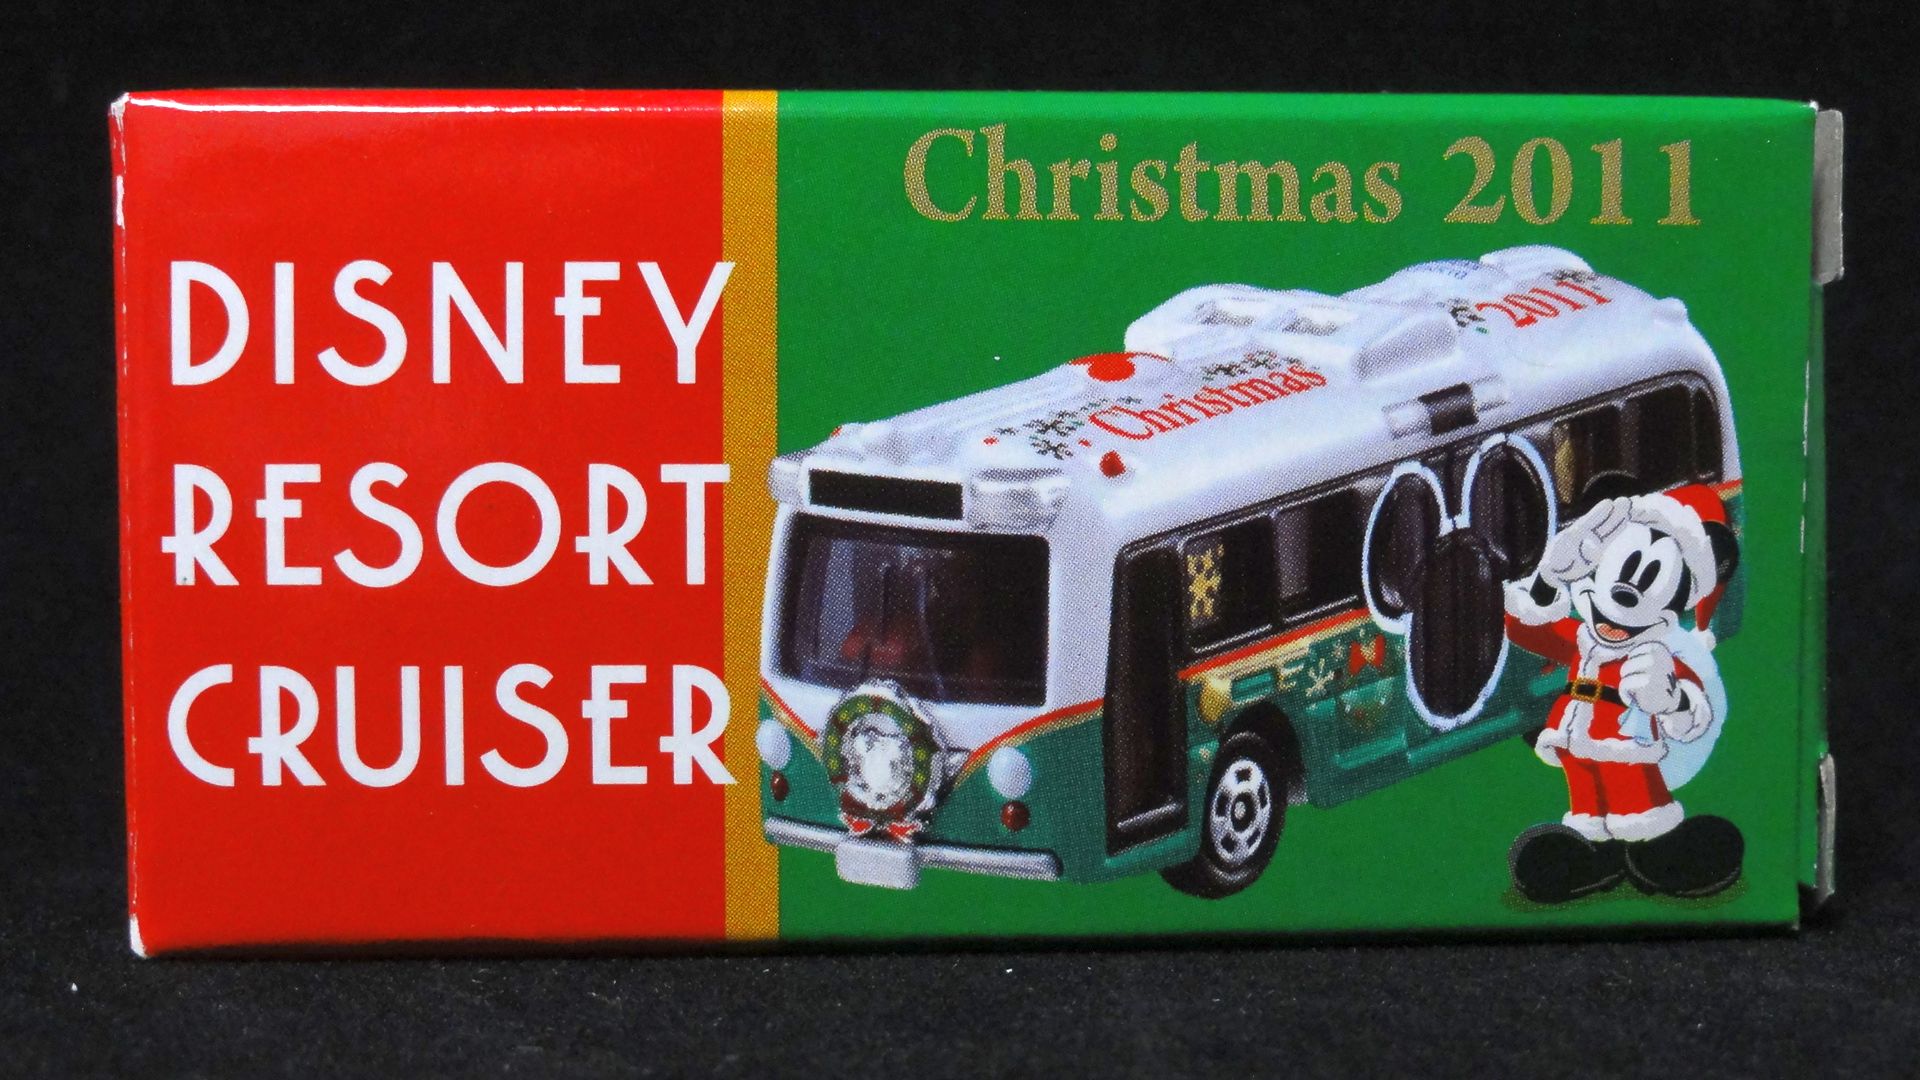 DISNEY
RESORT
CRUISER
Christmas 2011
Christmas
2011